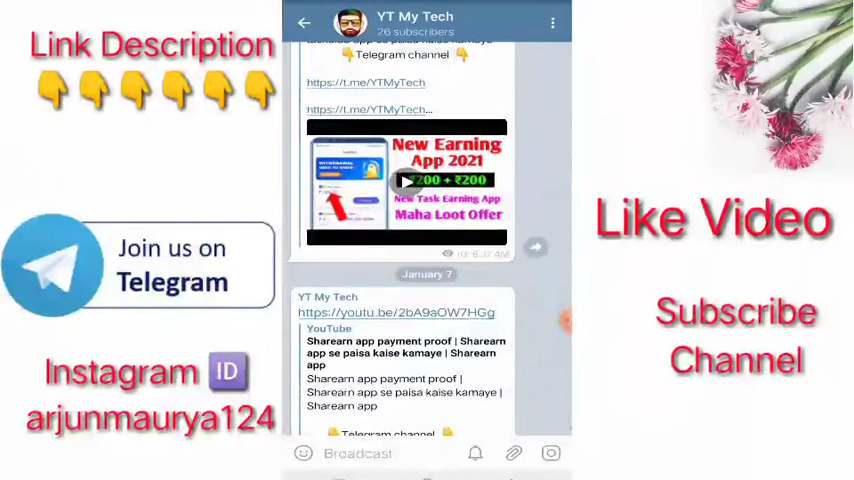 Link Description
👇👇👇👇👇👇
Join us on
Telegram
Instagram 🆔
arjunmaurya124
YT My Tech
26 subscribers
👇Telegram channel 👇
https://t.me/YTMyTech
https://t.me/YTMyTech...
New Earning
App 2021
₹200 + ₹200
New Task Earning App
Maha Loot Offer
January 7
YT My Tech
https://youtu.be/2bA9aOW7HGg
YouTube
Sharearn app payment proof | Sharearn
app se paisa kaise kamaye | Sharearn
app
Sharearn app payment proof |
Sharearn app se paisa kaise kamaye |
Sharearn app
👇Telegram channel 👇
Broadcast
Like Video
Subscribe
Channel